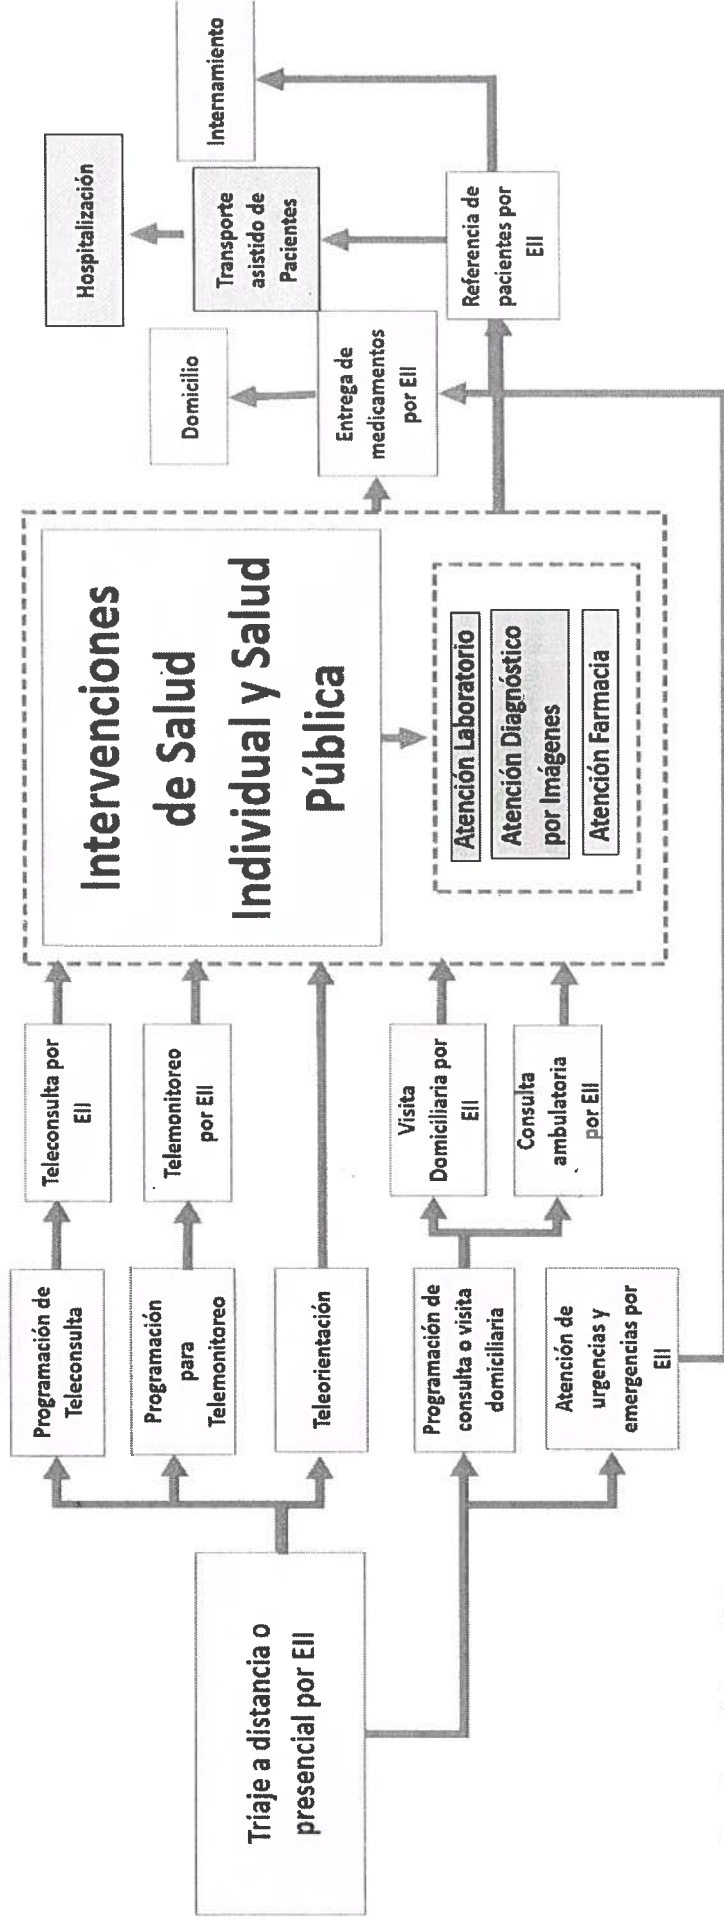 Triaje a distancia o
presencial por EII
Programación de
Teleconsulta
Programación
para
Telemonitoreo
Teleorientación
Programación de
consulta o visita
domiciliaria
Atención de
urgencias y
emergencias por
EII
Teleconsulta por
EII
Telemonitoreo
por EII
Visita
Domiciliaria por
EII
Consulta
ambulatoria
por EII
Intervenciones
de Salud
Individual y Salud
Pública
Atención Laboratorio
Atención Diagnóstico
por Imágenes
Atención Farmacia
Domicilio
Entrega de
medicamentos
por EII
Hospitalización
Transporte
asistido de
Pacientes
Internamiento
Referencia de
pacientes por
EII